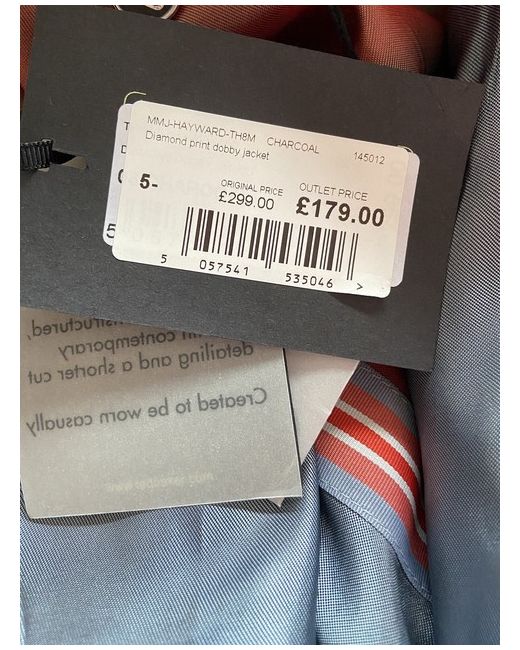 MMJ-HAYWARD-TH8M CHARCOAL 145012
Diamond print dobby jacket
5- ORIGINAL PRICE OUTLET PRICE
£299.00 £179.00
5 057541 535046 >
T
D
5
contemporary
detailing and a shorter cut
Created to be worn casually